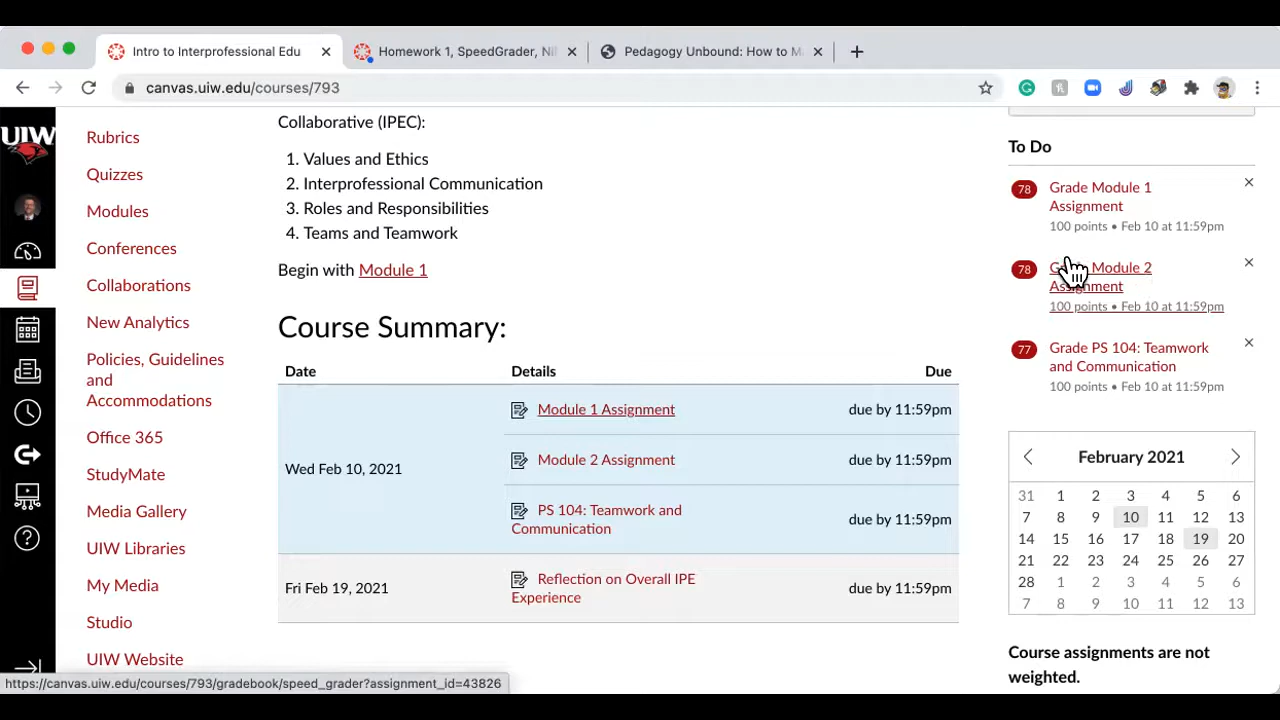 Intro to Interprofessional Edu
Homework 1, SpeedGrader, Ni
Pedagogy Unbound: How to M
canvas.uiw.edu/courses/793
UIW
Rubrics
Quizzes
Modules
Conferences
Collaborations
New Analytics
Policies, Guidelines
and
Accommodations
Office 365
StudyMate
Media Gallery
UIW Libraries
My Media
Studio
UIW Website
Collaborative (IPEC):
1. Values and Ethics
2. Interprofessional Communication
3. Roles and Responsibilities
4. Teams and Teamwork
Begin with Module 1
Course Summary:
Date Details Due
Wed Feb 10, 2021
Module 1 Assignment due by 11:59pm
Module 2 Assignment due by 11:59pm
PS 104: Teamwork and
Communication due by 11:59pm
Fri Feb 19, 2021
Reflection on Overall IPE
Experience due by 11:59pm
To Do
78 Grade Module 1
Assignment
100 points • Feb 10 at 11:59pm
78 Module 2
Assignment
100 points • Feb 10 at 11:59pm
77 Grade PS 104: Teamwork
and Communication
100 points • Feb 10 at 11:59pm
February 2021
31 1 2 3 4 5 6
7 8 9 10 11 12 13
14 15 16 17 18 19 20
21 22 23 24 25 26 27
28 1 2 3 4 5 6
7 8 9 10 11 12 13
Course assignments are not
weighted.
https://canvas.uiw.edu/courses/793/gradebook/speed_grader?assignment_id=43826